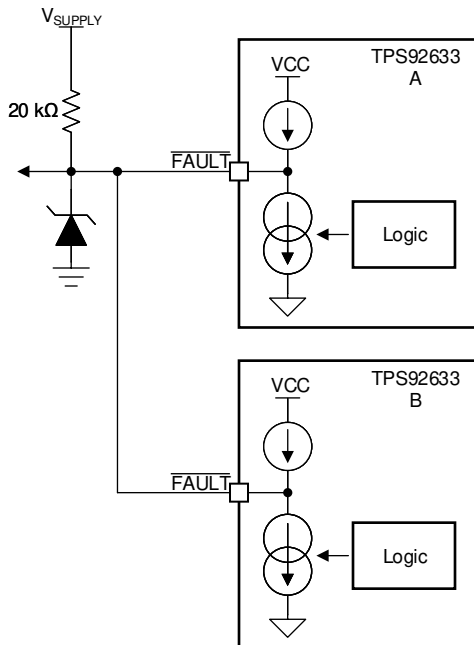 VSUPPLY
20 kΩ
TPS92633
A
VCC
FAULT
Logic
TPS92633
B
VCC
FAULT
Logic